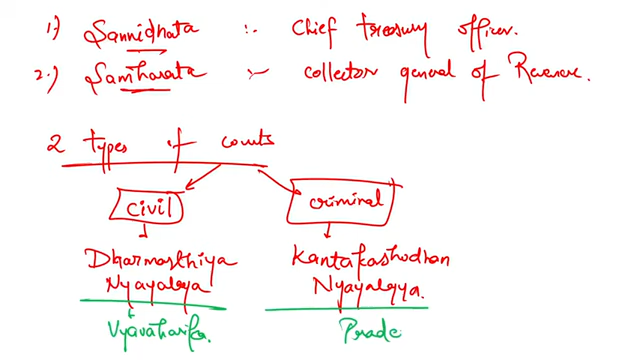 1.) Sannidhata :- Chief treasury officer.
2.) Samharata :- Collector general of Revenue.
2 types of courts
civil criminal
Dharmasthiya Kantakashodhan
Nyayalaya Nyayalaya.
Vyavaharika. Prade